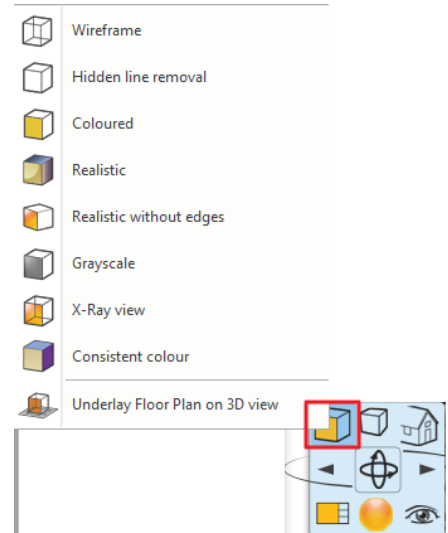 Wireframe
Hidden line removal
Coloured
Realistic
Realistic without edges
Grayscale
X-Ray view
Consistent colour
Underlay Floor Plan on 3D view